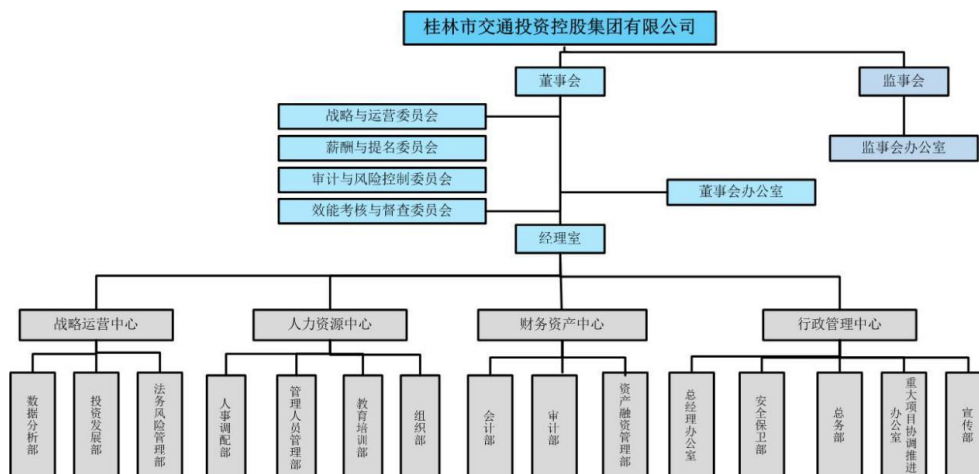 桂林市交通投资控股集团有限公司
董事会
监事会
战略与运营委员会
薪酬与提名委员会
监事会办公室
审计与风险控制委员会
董事会办公室
效能考核与督查委员会
经理室
战略运营中心
人力资源中心
财务资产中心
行政管理中心
数据分析部
投资发展部
法务风险管理部
人事调配部
管理人员管理部
教育培训部
组织部
会计部
审计部
资产融资管理部
总经理办公室
安全保卫部
总务部
重大项目协调推进
办公室
宣传部